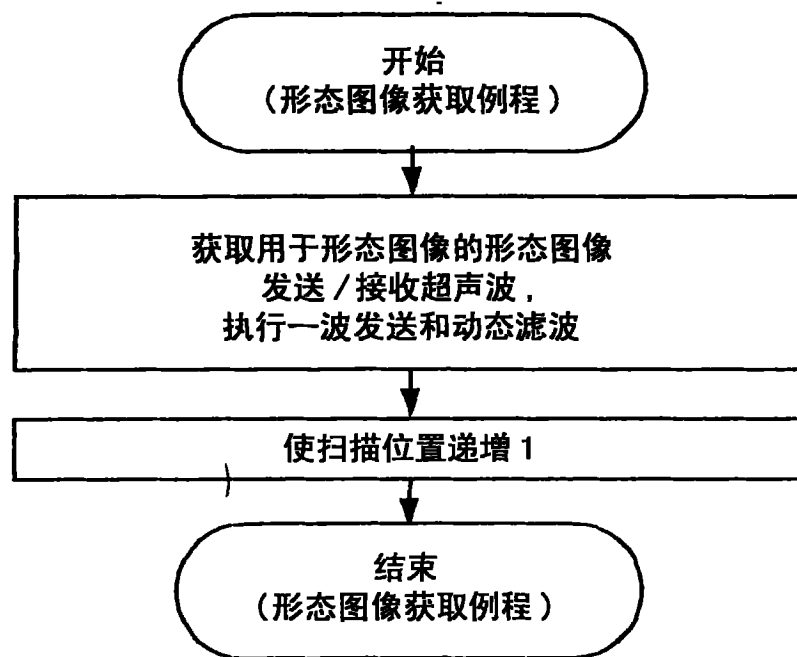 开始
（形态图像获取例程）
获取用于形态图像的形态图像
发送/接收超声波，
执行一波发送和动态滤波
使扫描位置递增1
结束
（形态图像获取例程）